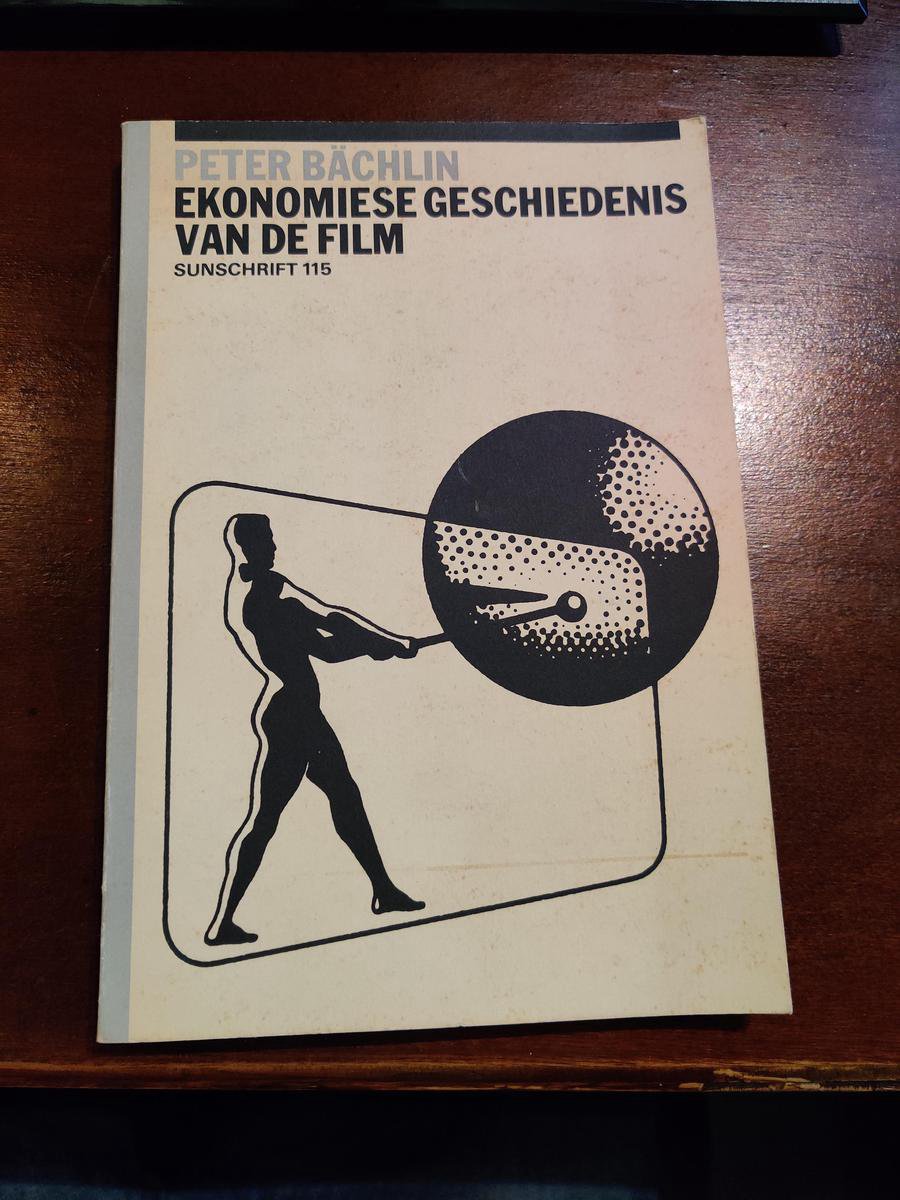 PETER BÄCHLIN
EKONOMIESE GESCHIEDENIS
VAN DE FILM
SUNSCHRIFT 115